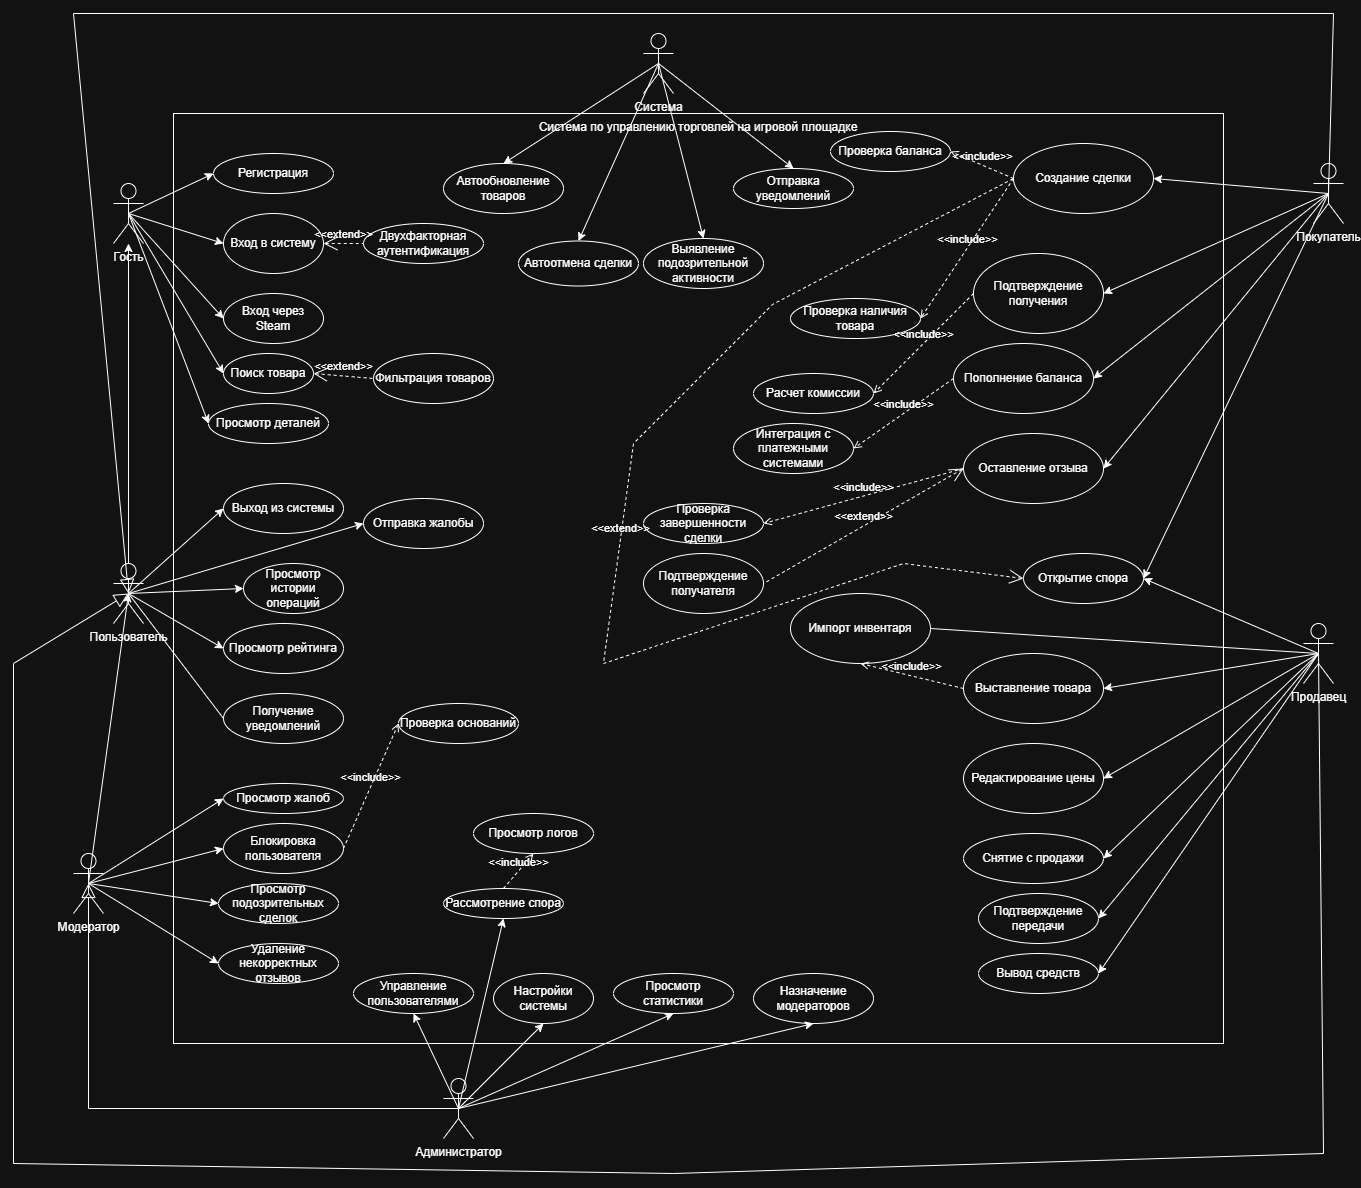 Система
Система по управлению торговлей на игровой площадке
Проверка баланса
<<include>>
Создание сделки
Регистрация
Автообновление
товаров
Отправка
уведомлений
Гость
Вход в систему
<<extend>>
Двухфакторная
аутентификация
Автоотмена сделки
Выявление
подозрительной
активности
<<include>>
Покупатель
Подтверждение
получения
Вход через
Steam
Проверка наличия
товара
<<include>>
Поиск товара
<<extend>>
Фильтрация товаров
Расчет комиссии
Пополнение баланса
<<include>>
Просмотр деталей
Интеграция с
платежными
системами
Оставление отзыва
<<include>>
Выход из системы
Отправка жалобы
<<extend>>
Проверка
завершенности
сделки
<<extend>>
Просмотр
истории
операций
Подтверждение
получателя
Открытие спора
Пользователь
Просмотр рейтинга
Импорт инвентаря
<<include>>
Выставление товара
Продавец
Получение
уведомлений
Проверка оснований
<<include>>
Редактирование цены
Просмотр жалоб
Блокировка
пользователя
Просмотр логов
<<include>>
Снятие с продажи
Модератор
Просмотр
подозрительных
сделок
Рассмотрение спора
Подтверждение
передачи
Удаление
некорректных
отзывов
Вывод средств
Управление
пользователями
Настройки
системы
Просмотр
статистики
Назначение
модераторов
Администратор